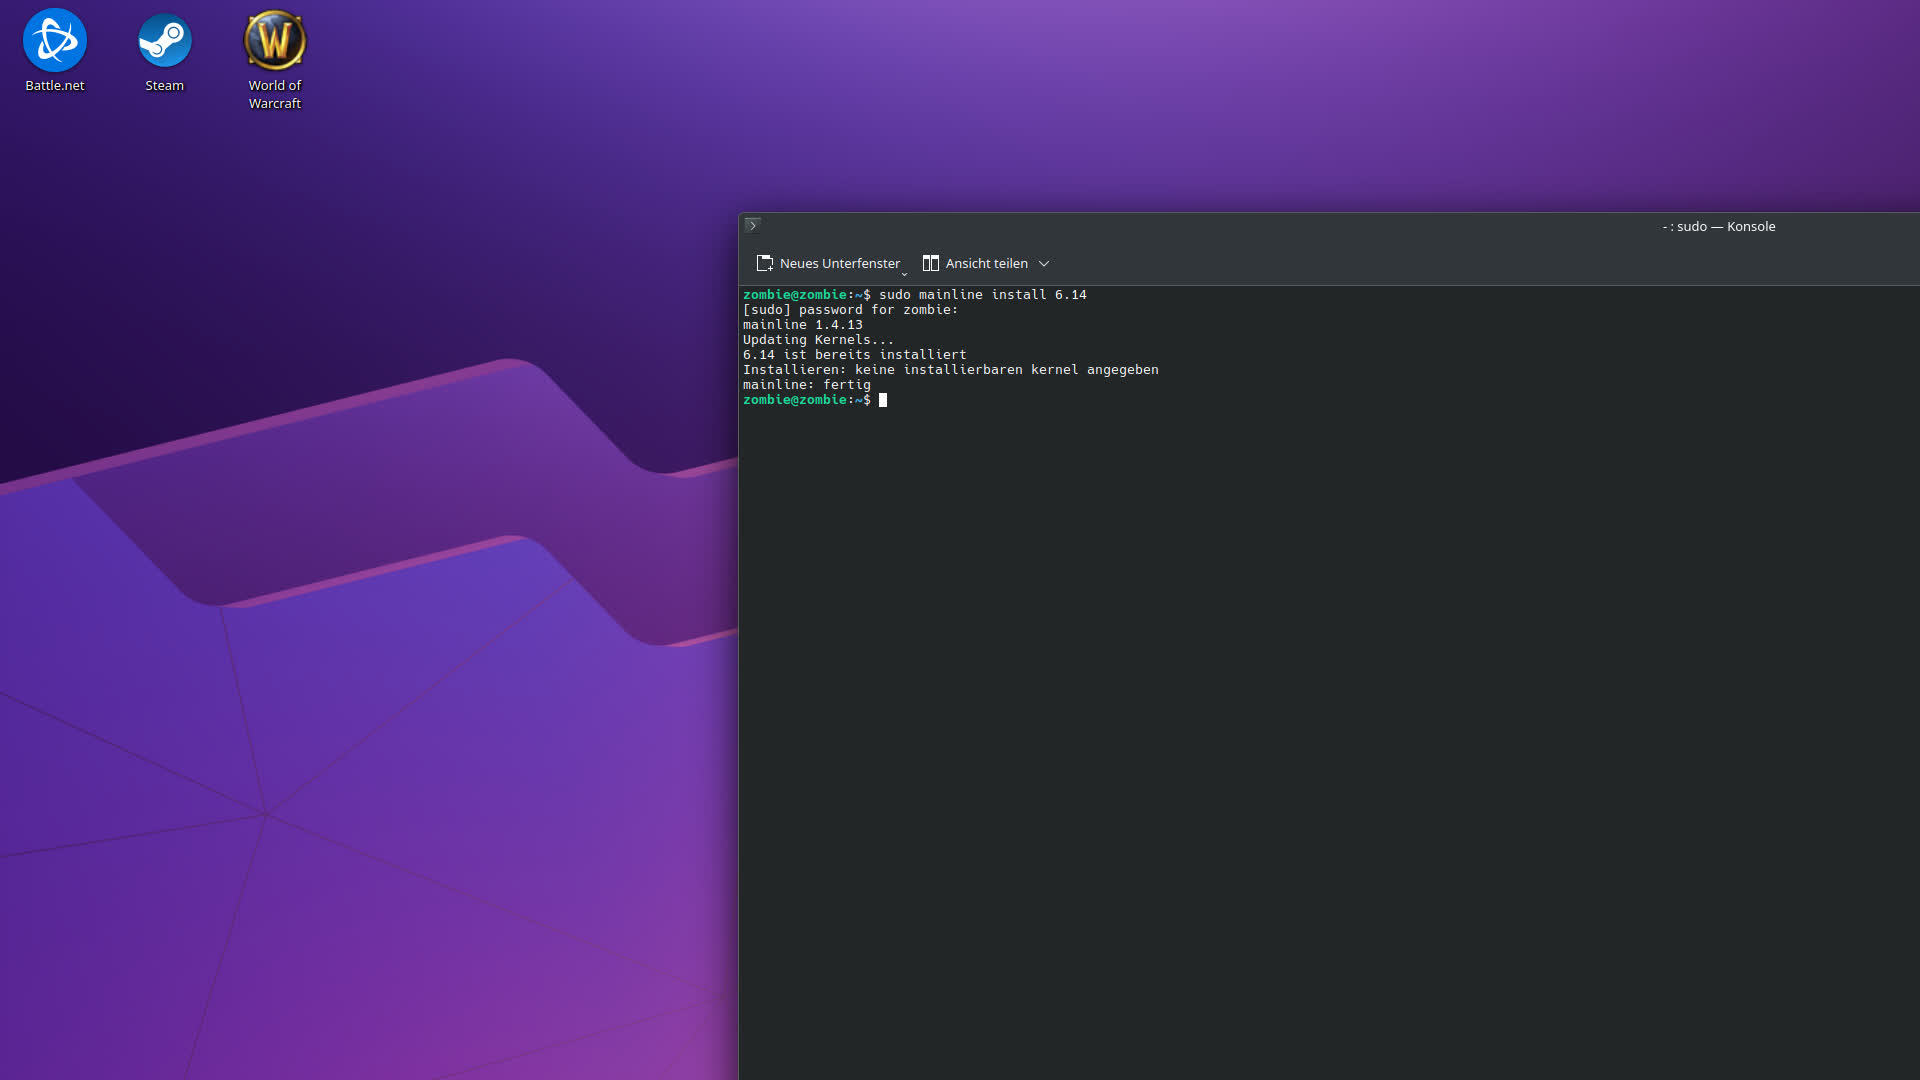 Battle.net
Steam
World of
Warcraft
- : sudo — Konsole
Neues Unterfenster
Ansicht teilen
zombie@zombie:~$ sudo mainline install 6.14
[sudo] password for zombie:
mainline 1.4.13
Updating Kernels...
6.14 ist bereits installiert
Installieren: keine installierbaren kernel angegeben
mainline: fertig
zombie@zombie:~$